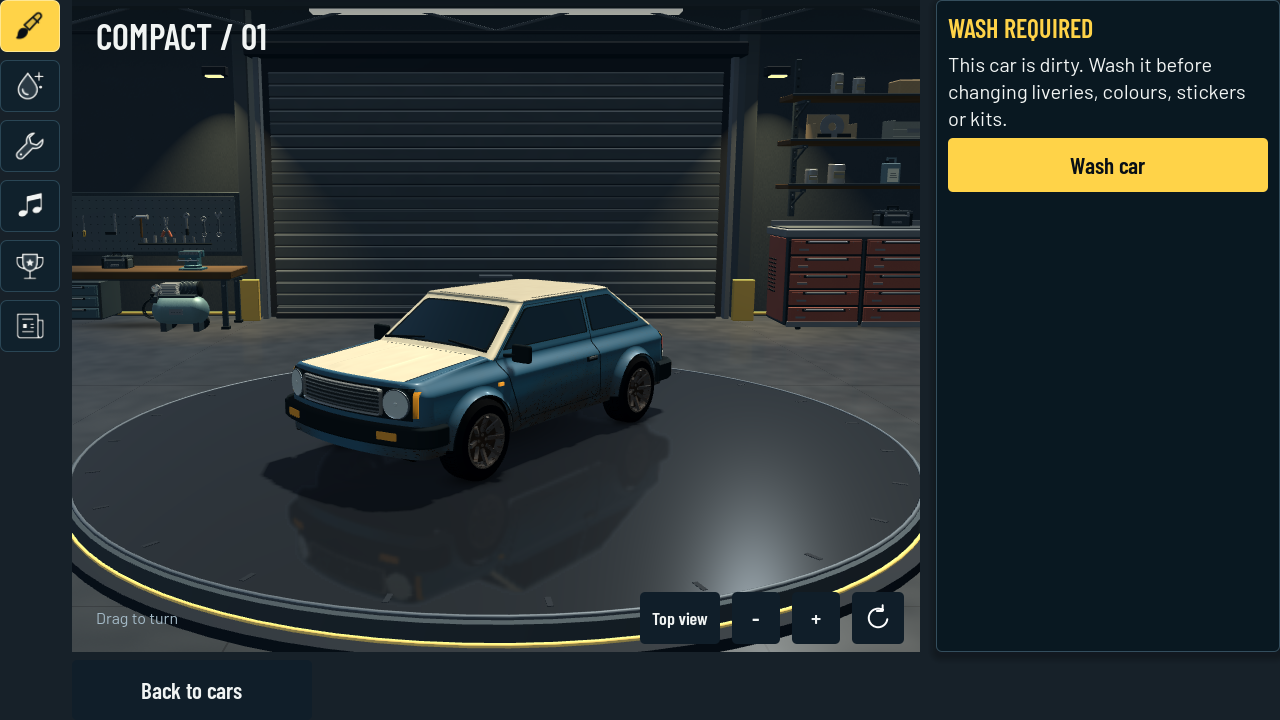 COMPACT / 01
WASH REQUIRED
This car is dirty. Wash it before
changing liveries, colours, stickers
or kits.
Wash car
Drag to turn
Top view
-
+
Back to cars